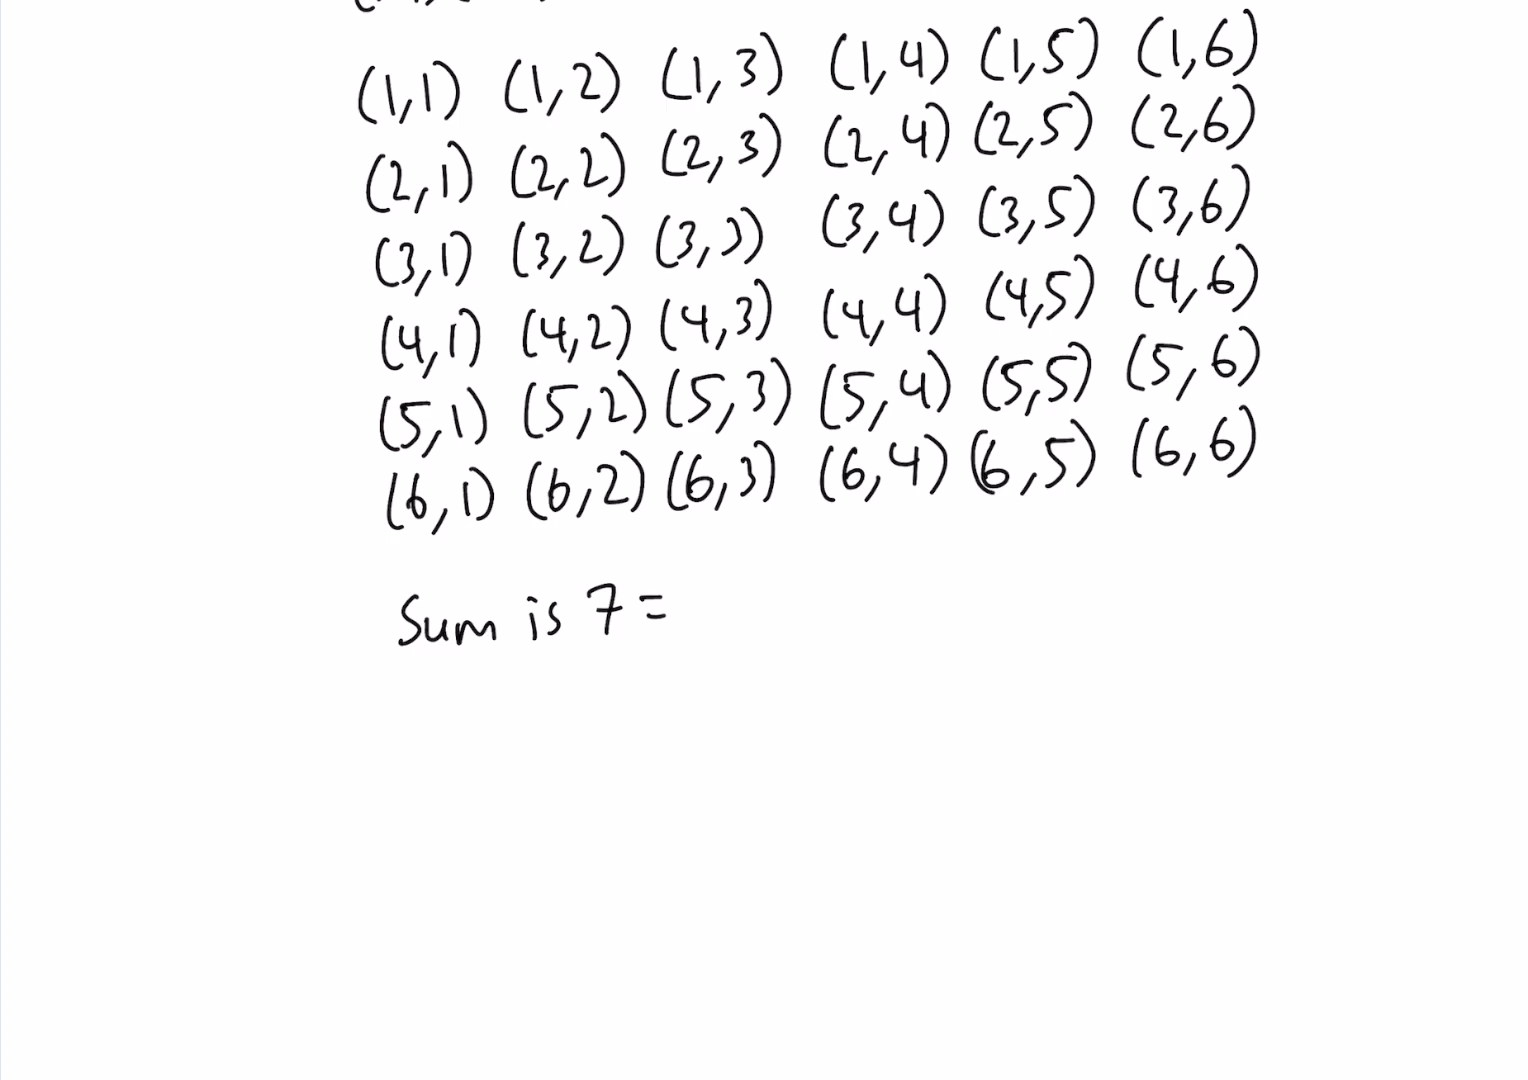 (1,1) (1,2) (1,3) (1,4) (1,5) (1,6)
(2,1) (2,2) (2,3) (2,4) (2,5) (2,6)
(3,1) (3,2) (3,3) (3,4) (3,5) (3,6)
(4,1) (4,2) (4,3) (4,4) (4,5) (4,6)
(5,1) (5,2) (5,3) (5,4) (5,5) (5,6)
(6,1) (6,2) (6,3) (6,4) (6,5) (6,6)
Sum is 7 =